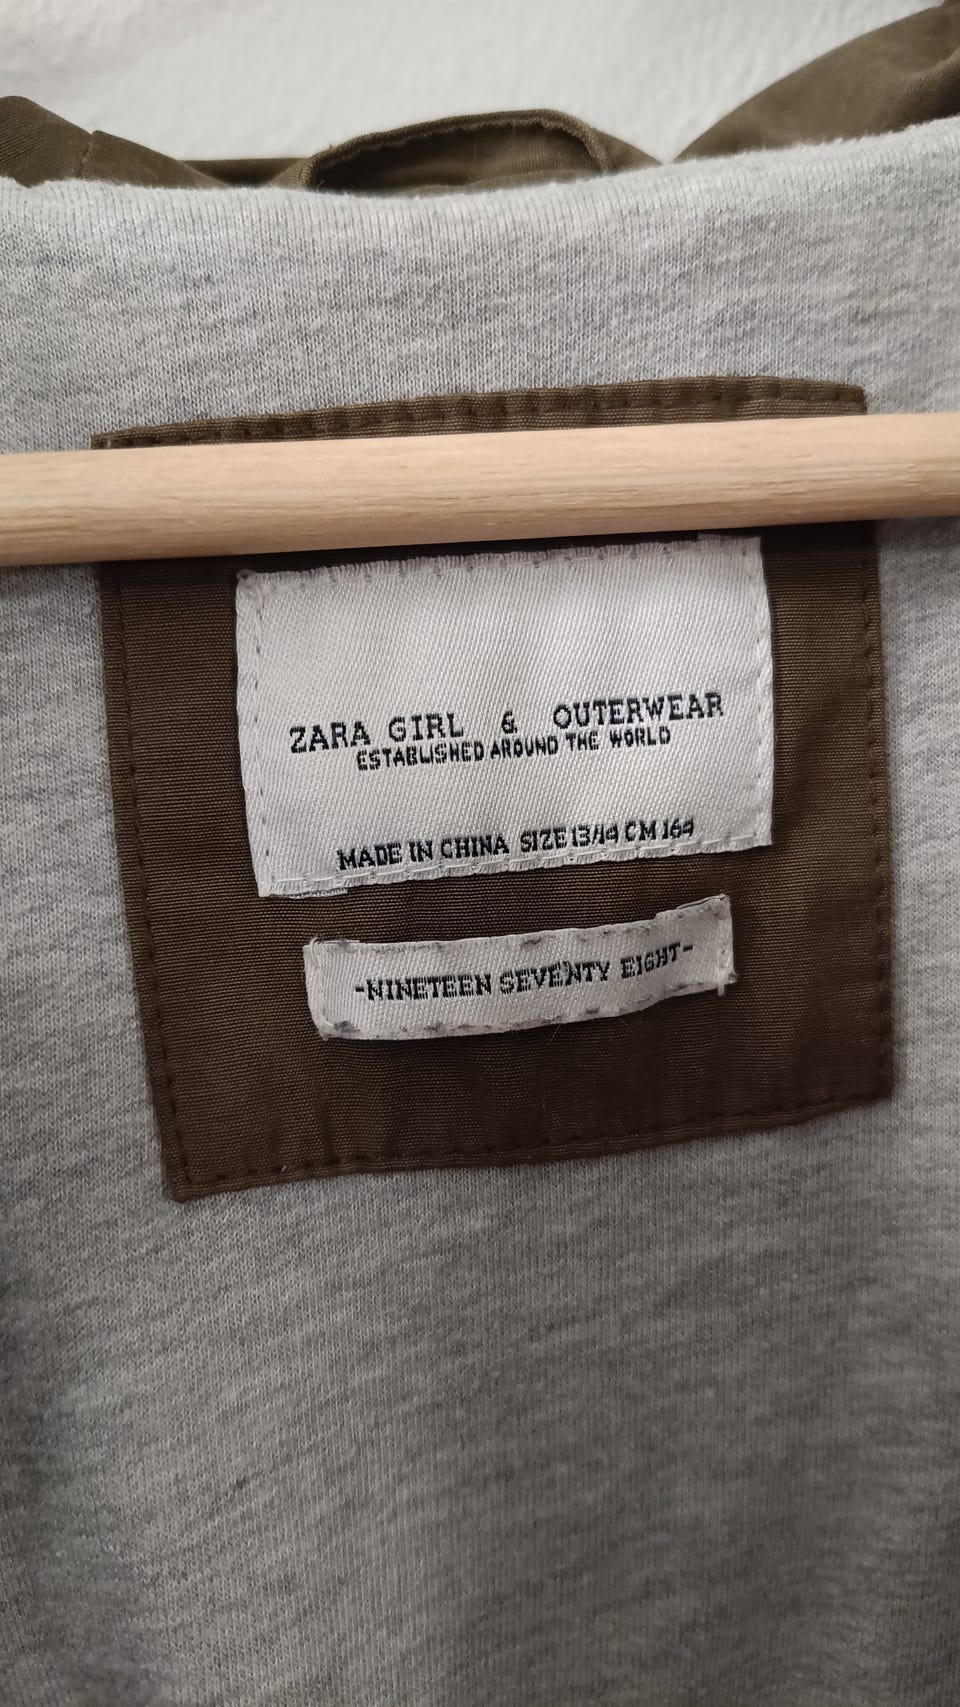 ZARA GIRL & OUTERWEAR
ESTABLISHED AROUND THE WORLD
MADE IN CHINA SIZE 13/14 CM 164
-NINETEEN SEVENTY EIGHT-